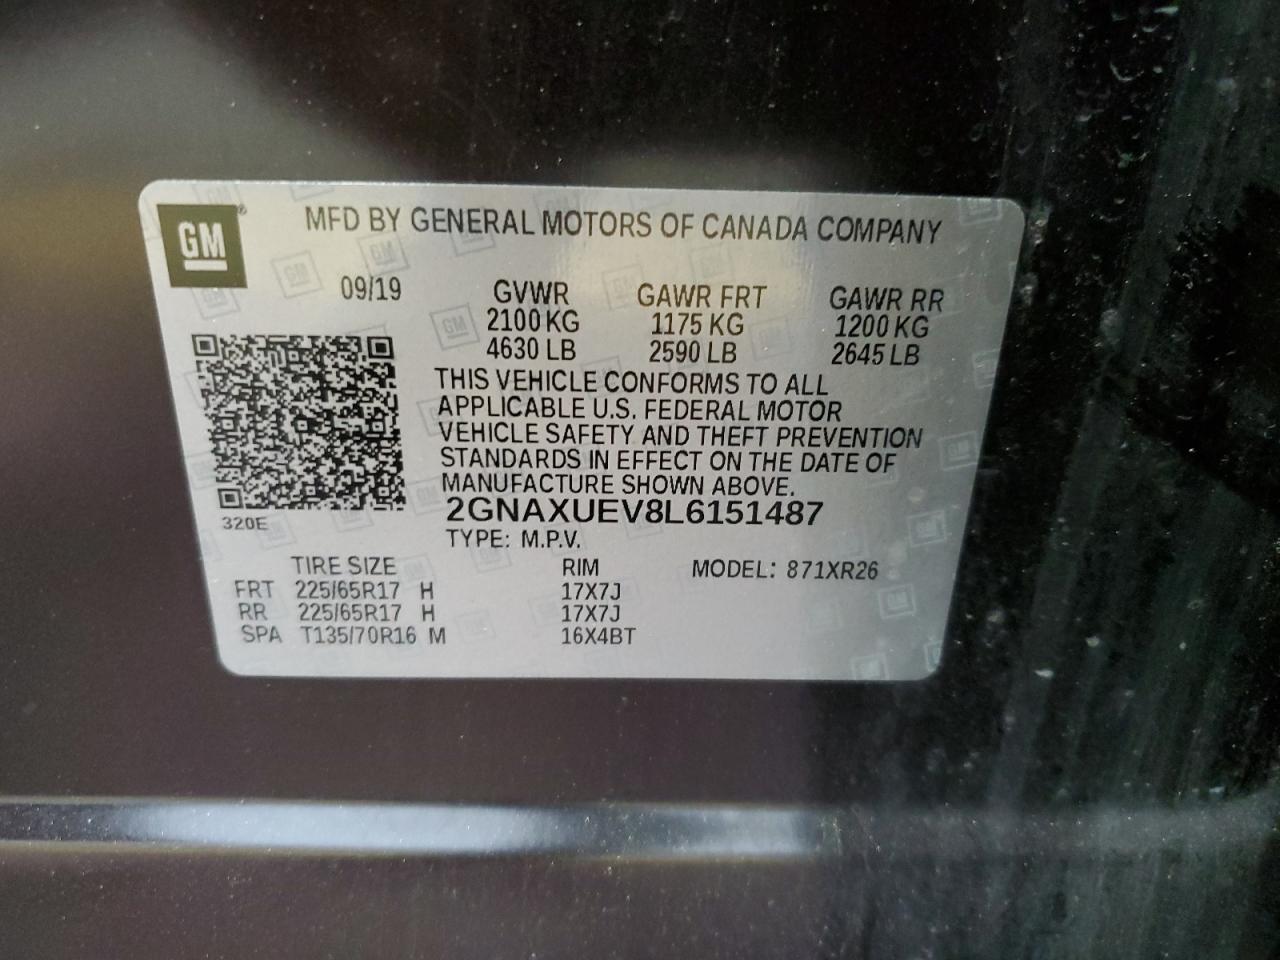 GM®
MFD BY GENERAL MOTORS OF CANADA COMPANY
09/19 GVWR GAWR FRT GAWR RR
2100 KG 1175 KG 1200 KG
4630 LB 2590 LB 2645 LB
THIS VEHICLE CONFORMS TO ALL
APPLICABLE U.S. FEDERAL MOTOR
VEHICLE SAFETY AND THEFT PREVENTION
STANDARDS IN EFFECT ON THE DATE OF
MANUFACTURE SHOWN ABOVE.
320E
2GNAXUEV8L6151487
TYPE: M.P.V.
TIRE SIZE RIM MODEL: 871XR26
FRT 225/65R17 H 17X7J
RR 225/65R17 H 17X7J
SPA T135/70R16 M 16X4BT